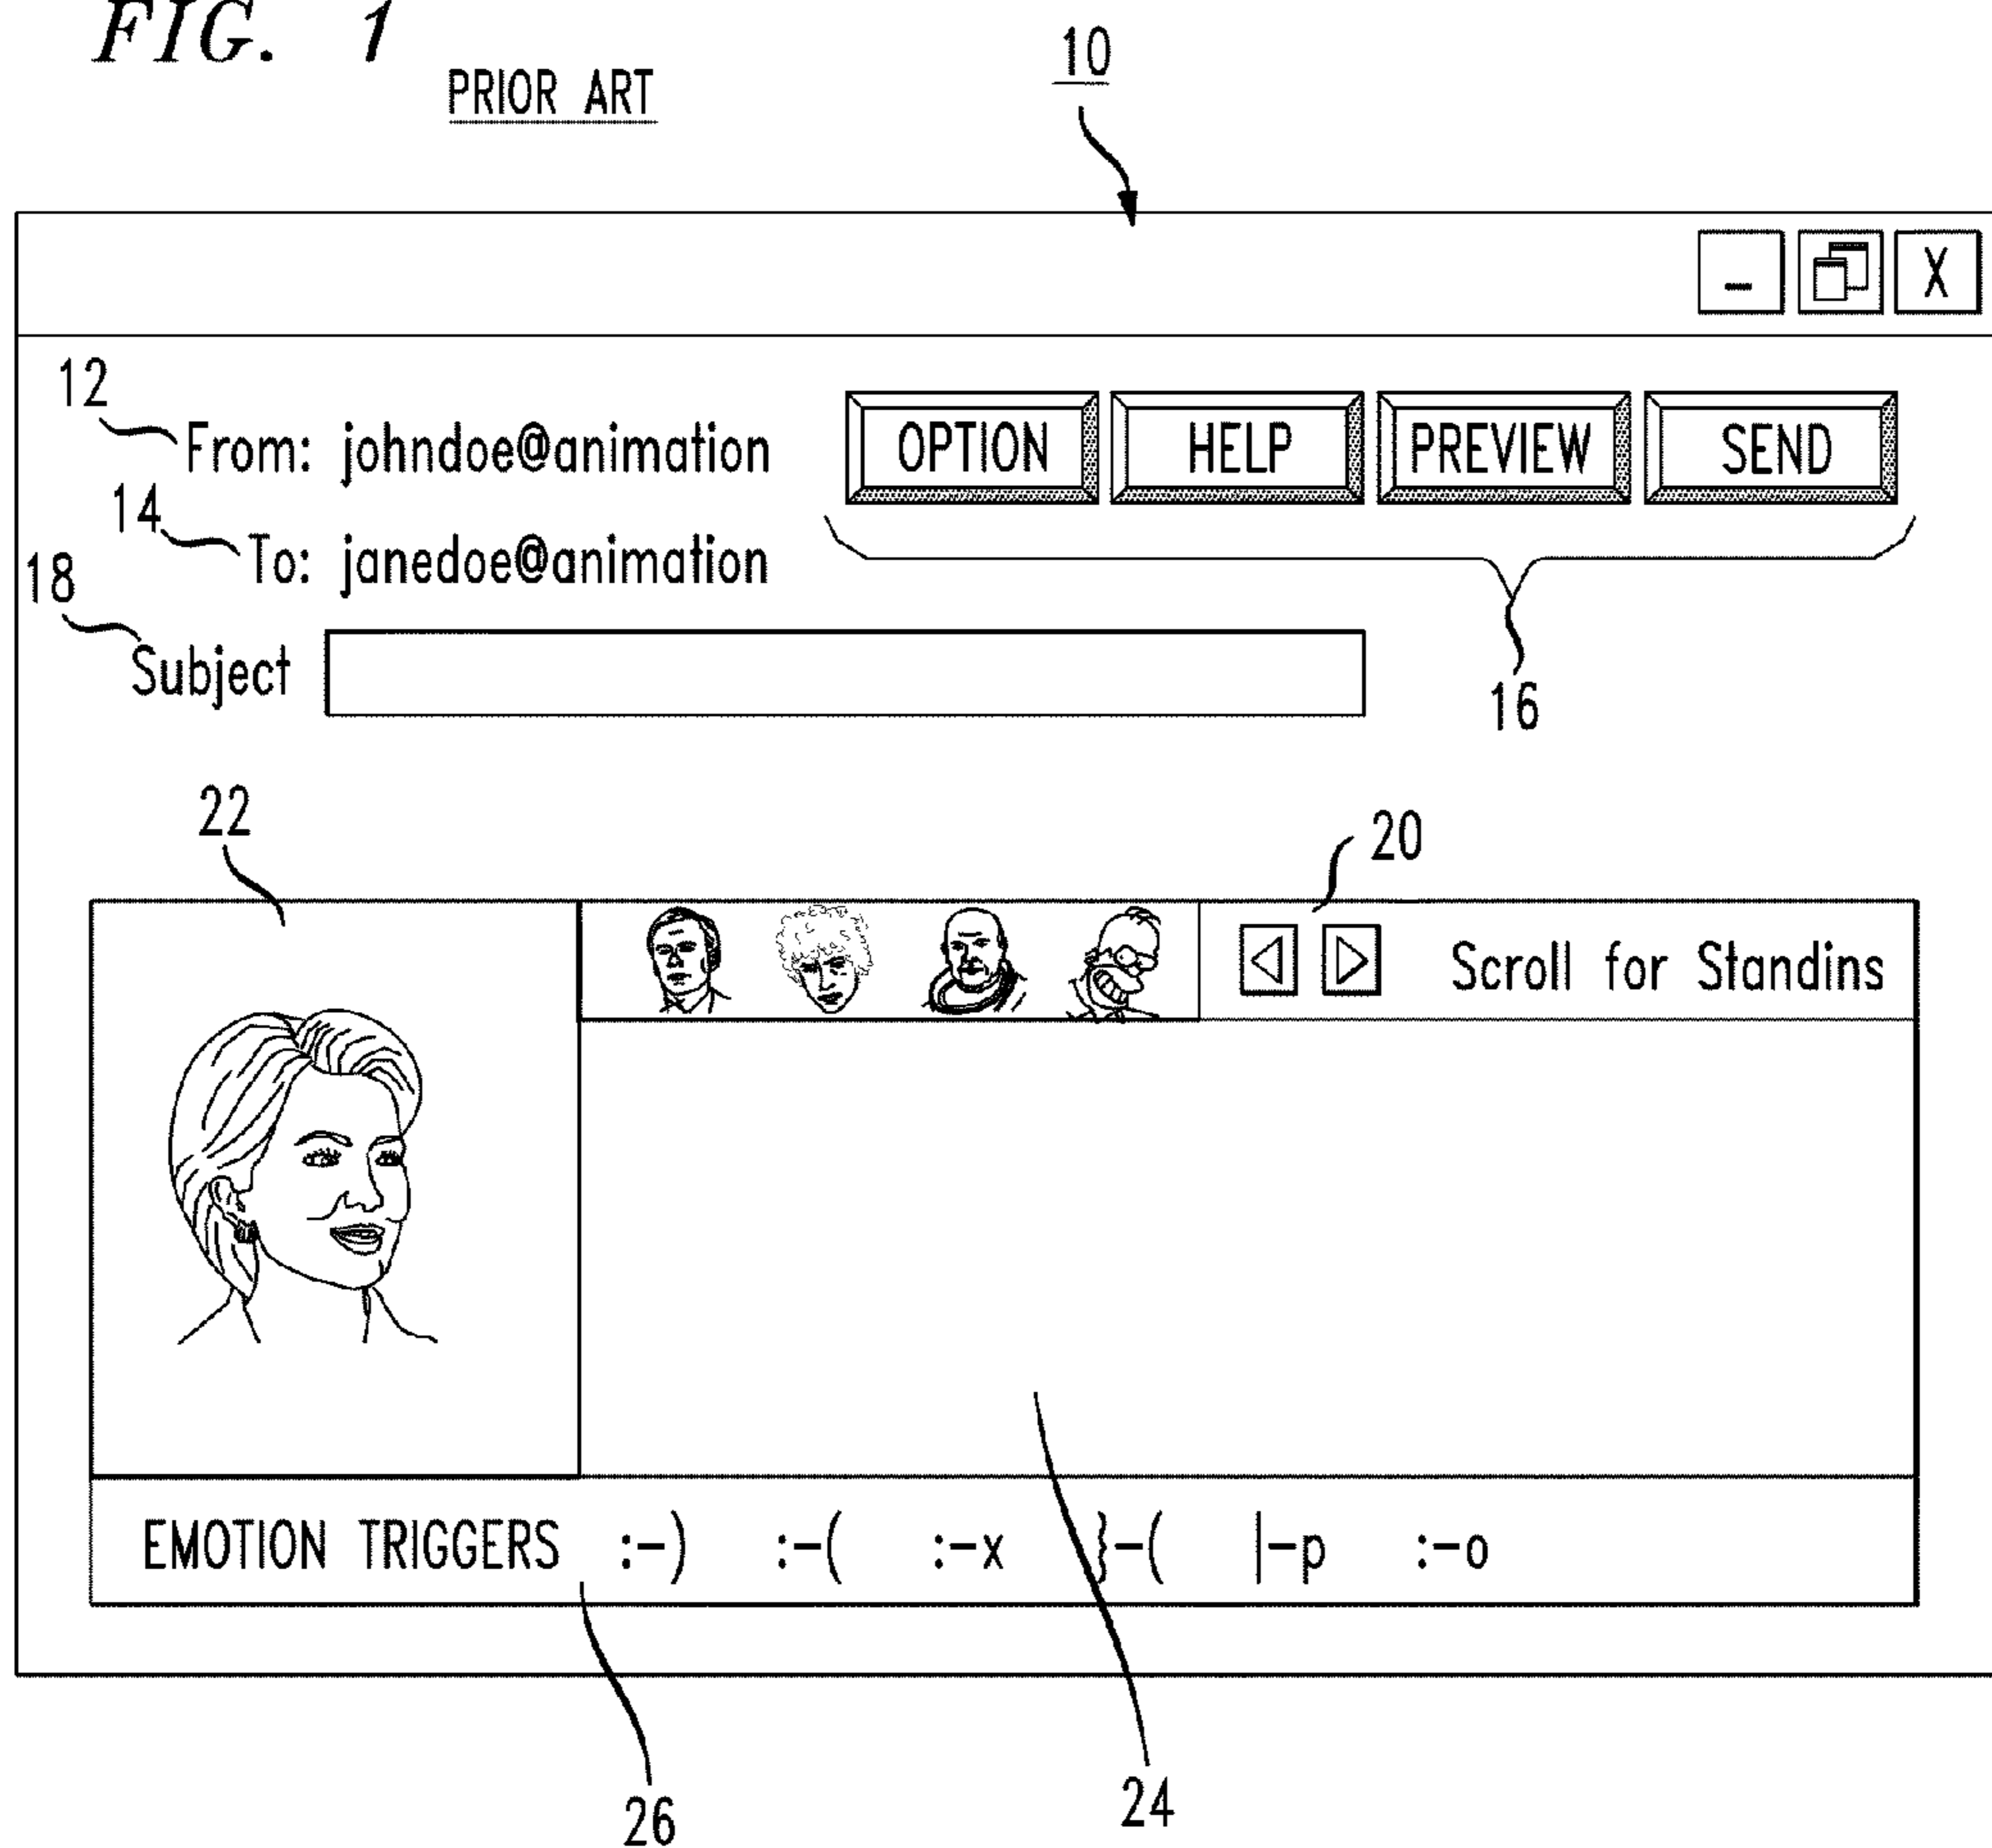 FIG. 1
PRIOR ART
10
X
12
From: johndoe@animation
OPTION HELP PREVIEW SEND
14
To: janedoe@animation
18
Subject
16
22
20
Scroll for Standins
EMOTION TRIGGERS :-) :-( :-x }-( |-p :-o
24
26